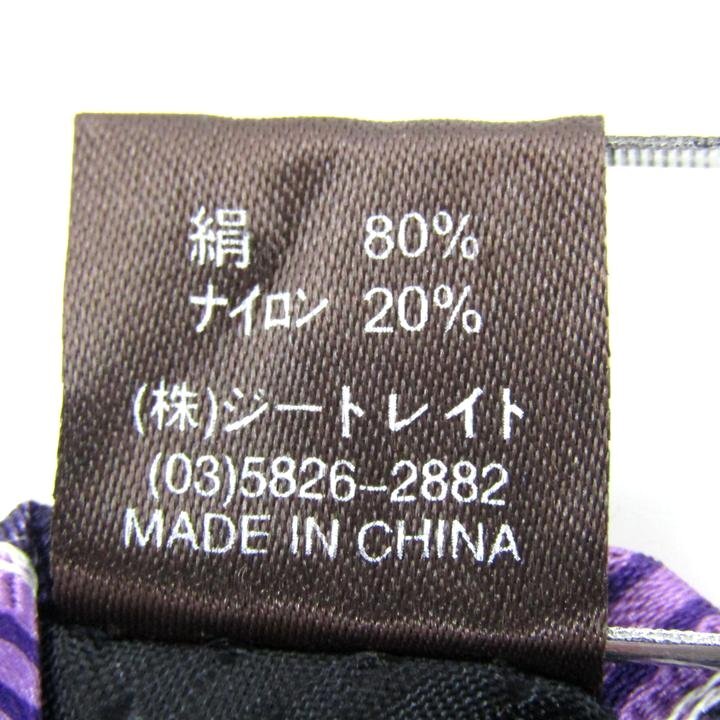 絹 80%
ナイロン 20%
(株)ジートレイト
(03)5826-2882
MADE IN CHINA